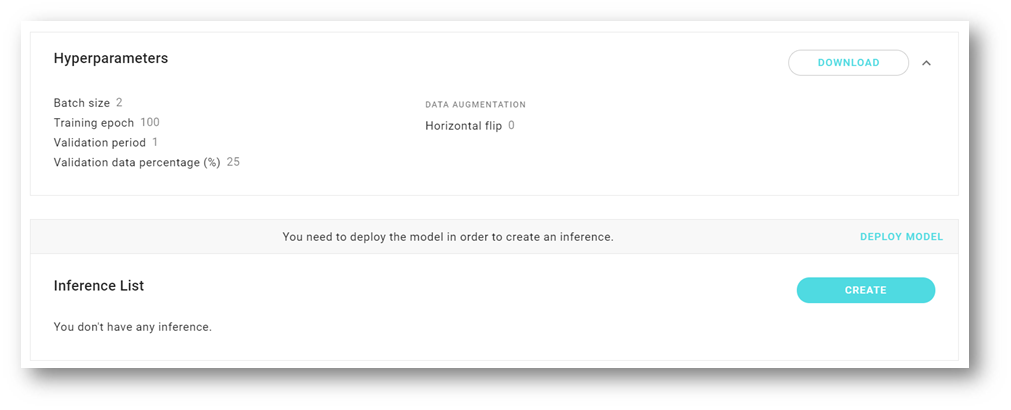 Hyperparameters
DOWNLOAD
Batch size 2
Training epoch 100
Validation period 1
Validation data percentage (%) 25
DATA AUGMENTATION
Horizontal flip 0
You need to deploy the model in order to create an inference.
DEPLOY MODEL
Inference List
CREATE
You don't have any inference.